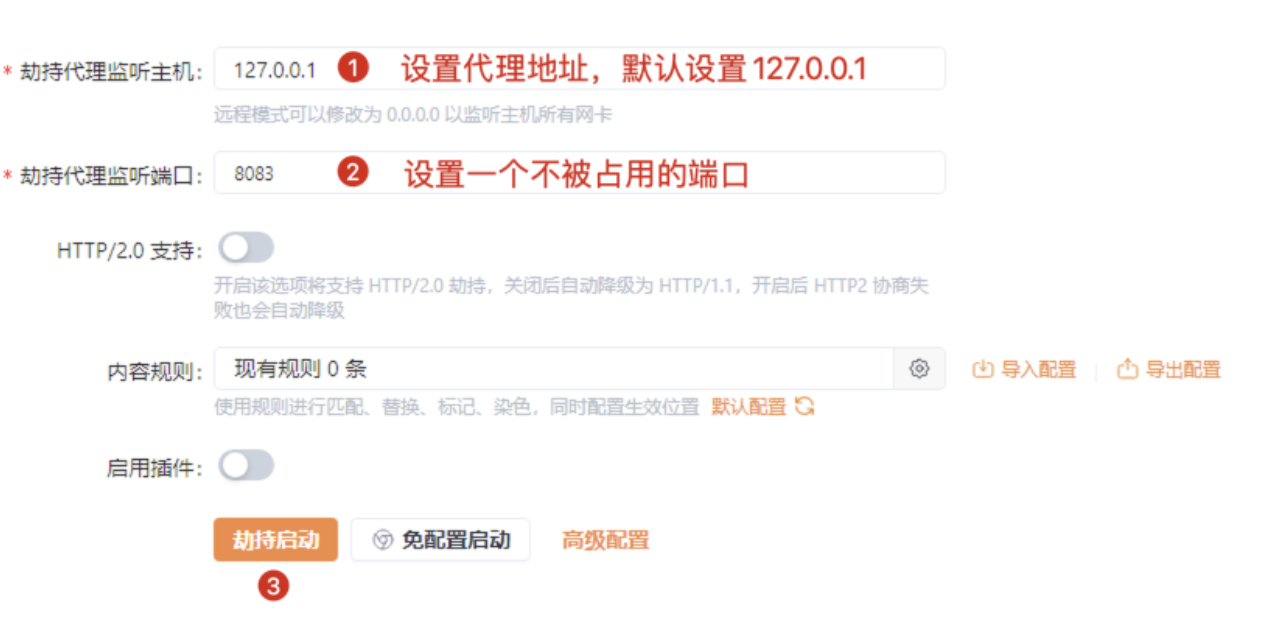 * 劫持代理监听主机: 127.0.0.1 1 设置代理地址，默认设置127.0.0.1
远程模式可以修改为 0.0.0.0 以监听主机所有网卡
* 劫持代理监听端口: 8083 2 设置一个不被占用的端口
HTTP/2.0 支持:
开启该选项将支持 HTTP/2.0 劫持，关闭后自动降级为 HTTP/1.1，开启后 HTTP2 协商失
败也会自动降级
内容规则: 现有规则 0 条 导入配置 导出配置
使用规则进行匹配、替换、标记、染色，同时配置生效位置 默认配置
启用插件:
劫持启动 免配置启动 高级配置
3